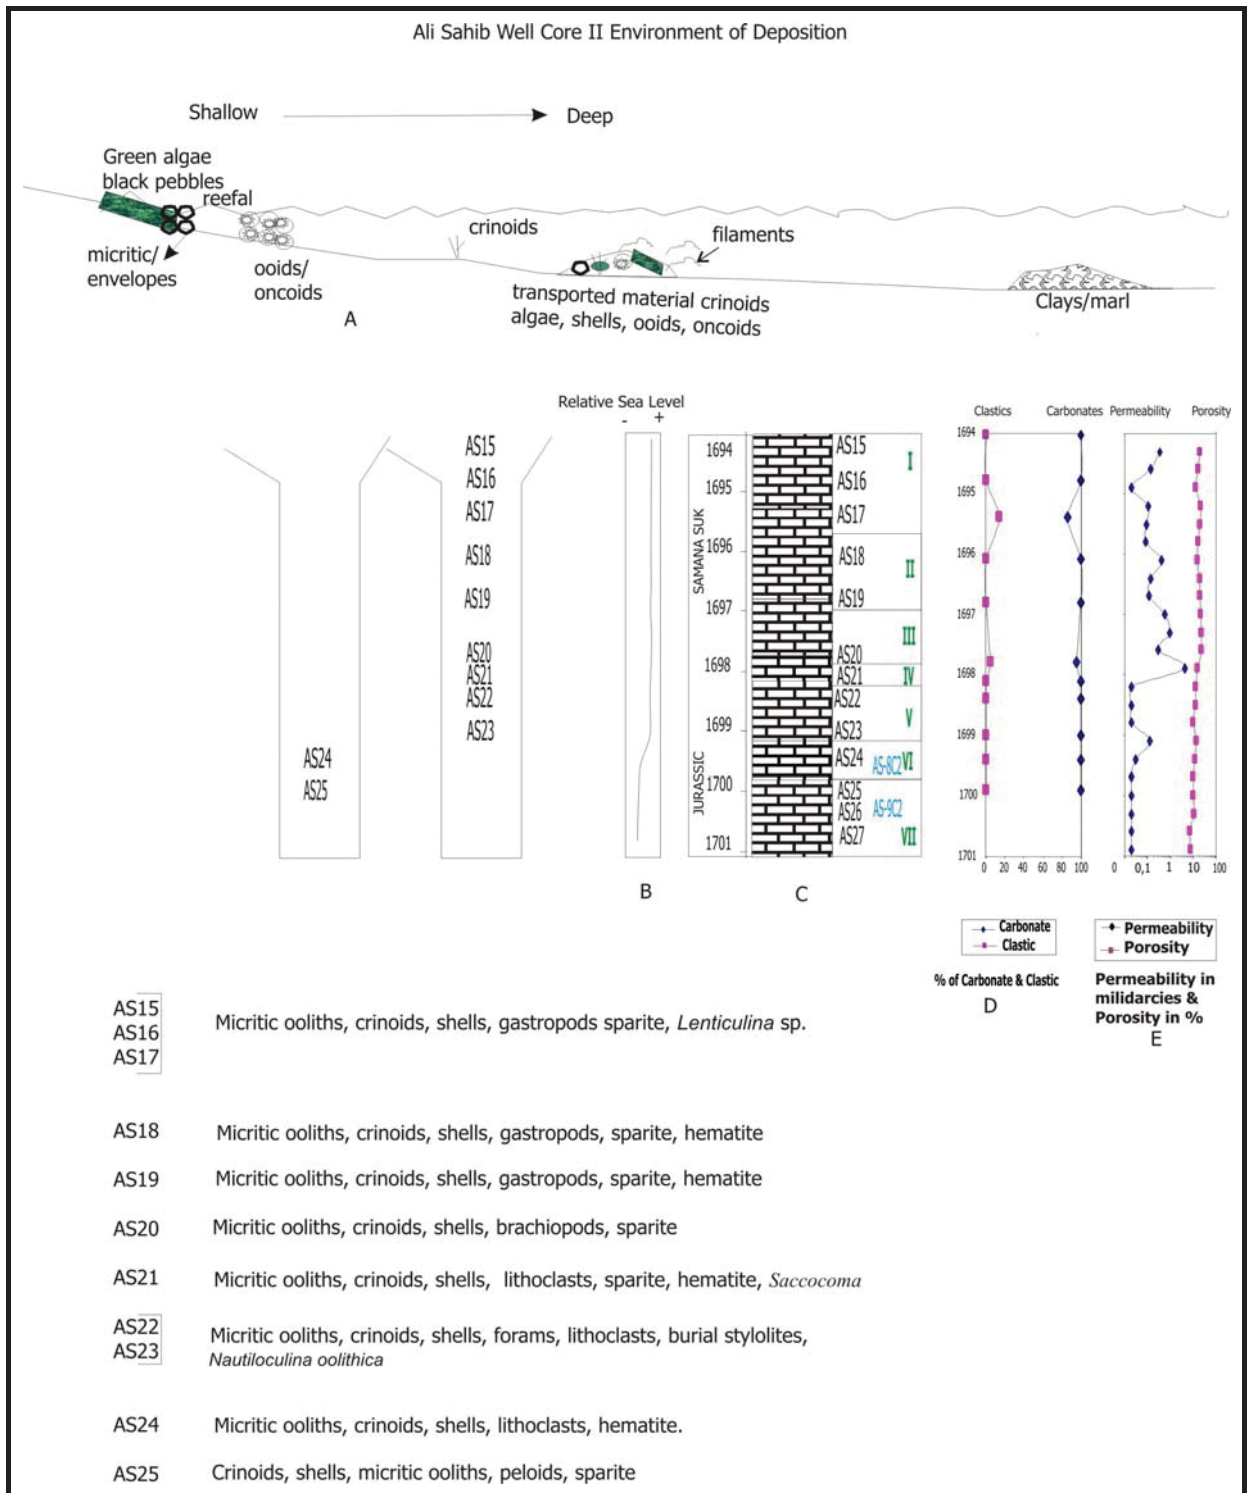 Ali Sahib Well Core II Environment of Deposition
Shallow
Deep
Green algae
black pebbles
reefal
micritic/
envelopes
ooids/
oncoids
crinoids
filaments
transported material crinoids
algae, shells, ooids, oncoids
Clays/marl
A
Relative Sea Level
- +
AS15
AS16
AS17
AS18
AS19
AS20
AS21
AS22
AS23
AS24
AS25
B
SAMANA SUK
JURASSIC
1694
1695
1696
1697
1698
1699
1700
1701
AS15
AS16
AS17
AS18
AS19
AS20
AS21
AS22
AS23
AS24
AS25
AS26
AS27
AS-8C2
AS-9C2
I
II
III
IV
V
VI
VII
C
Clastics
Carbonates
1694
1695
1696
1697
1698
1699
1700
1701
0 20 40 60 80 100
Carbonate
Clastic
% of Carbonate & Clastic
D
Permeability
Porosity
0 0,1 1 10 100
Permeability
Porosity
Permeability in
milidarcies &
Porosity in %
E
AS15
AS16
AS17
Micritic ooliths, crinoids, shells, gastropods sparite, Lenticulina sp.
AS18 Micritic ooliths, crinoids, shells, gastropods, sparite, hematite
AS19 Micritic ooliths, crinoids, shells, gastropods, sparite, hematite
AS20 Micritic ooliths, crinoids, shells, brachiopods, sparite
AS21 Micritic ooliths, crinoids, shells, lithoclasts, sparite, hematite, Saccocoma
AS22
AS23
Micritic ooliths, crinoids, shells, forams, lithoclasts, burial stylolites,
Nautiloculina oolithica
AS24 Micritic ooliths, crinoids, shells, lithoclasts, hematite.
AS25 Crinoids, shells, micritic ooliths, peloids, sparite